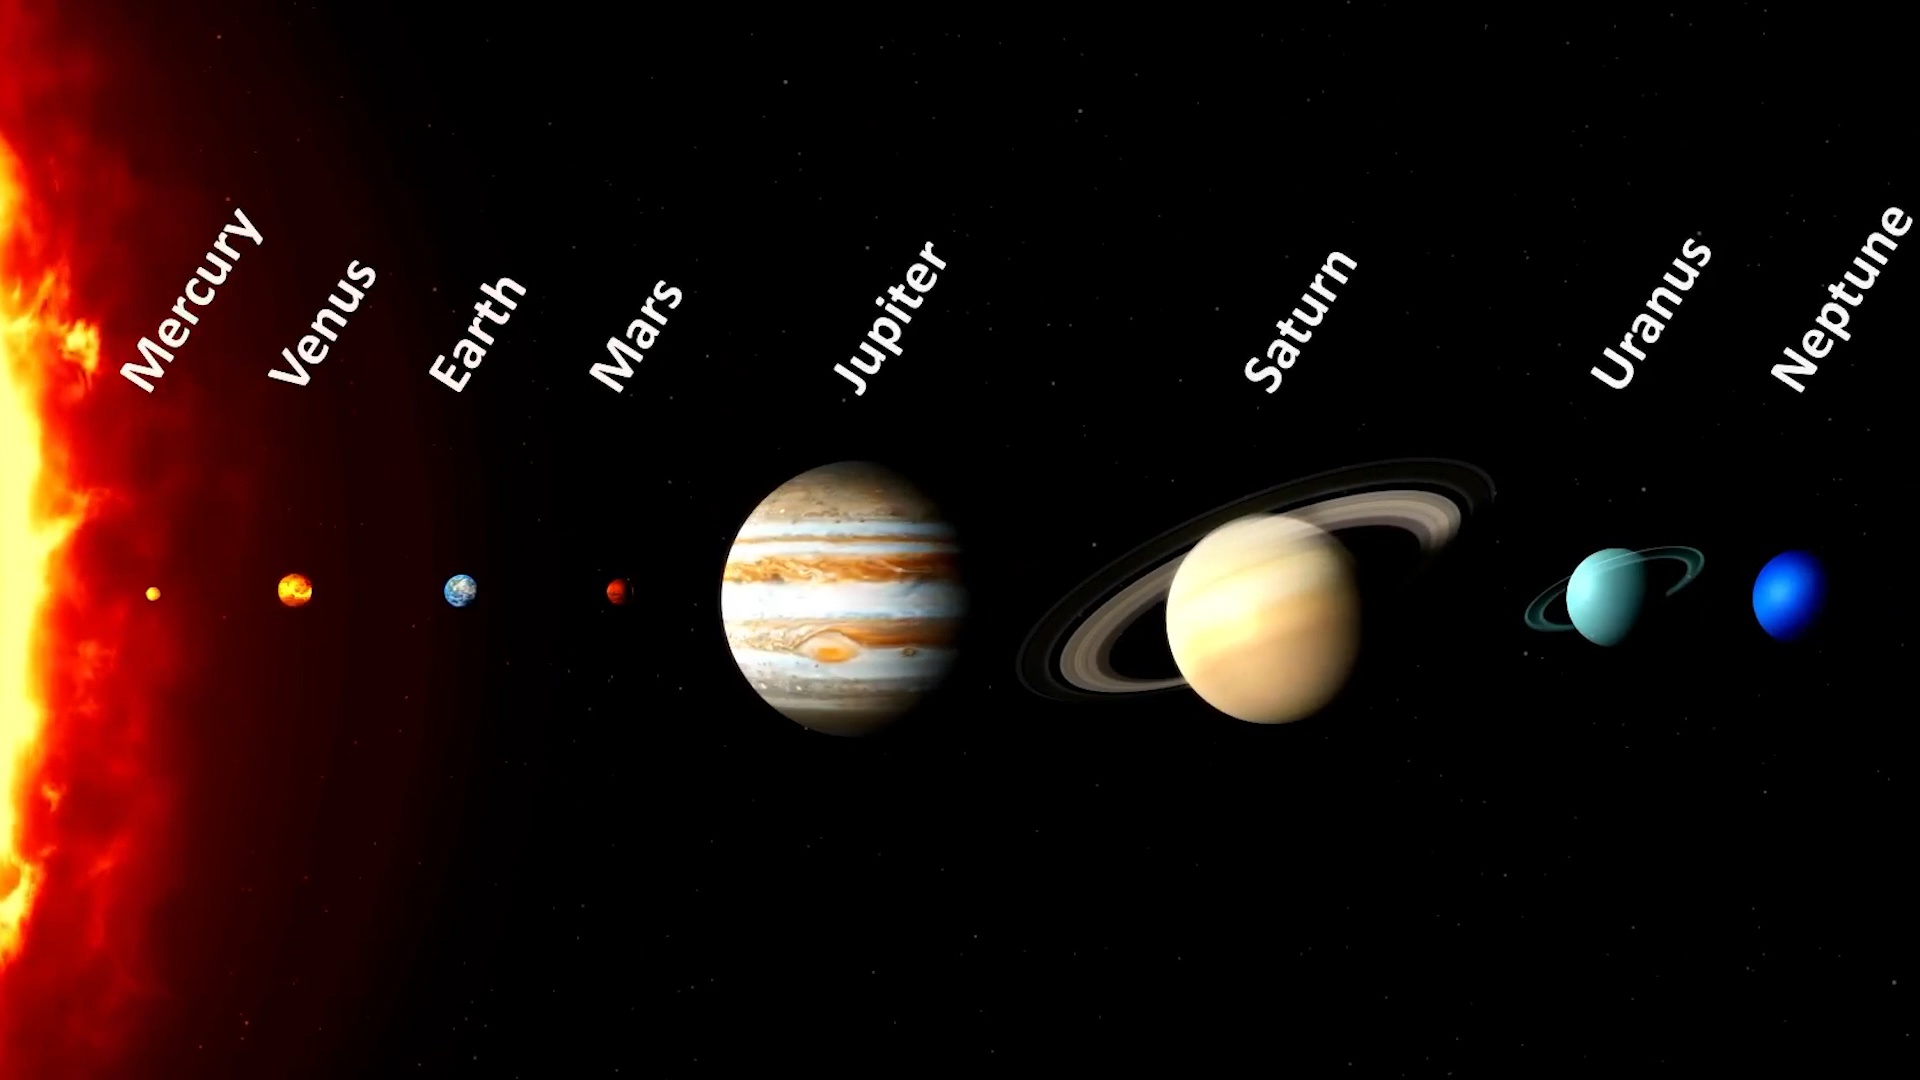 Mercury
Venus
Earth
Mars
Jupiter
Saturn
Uranus
Neptune